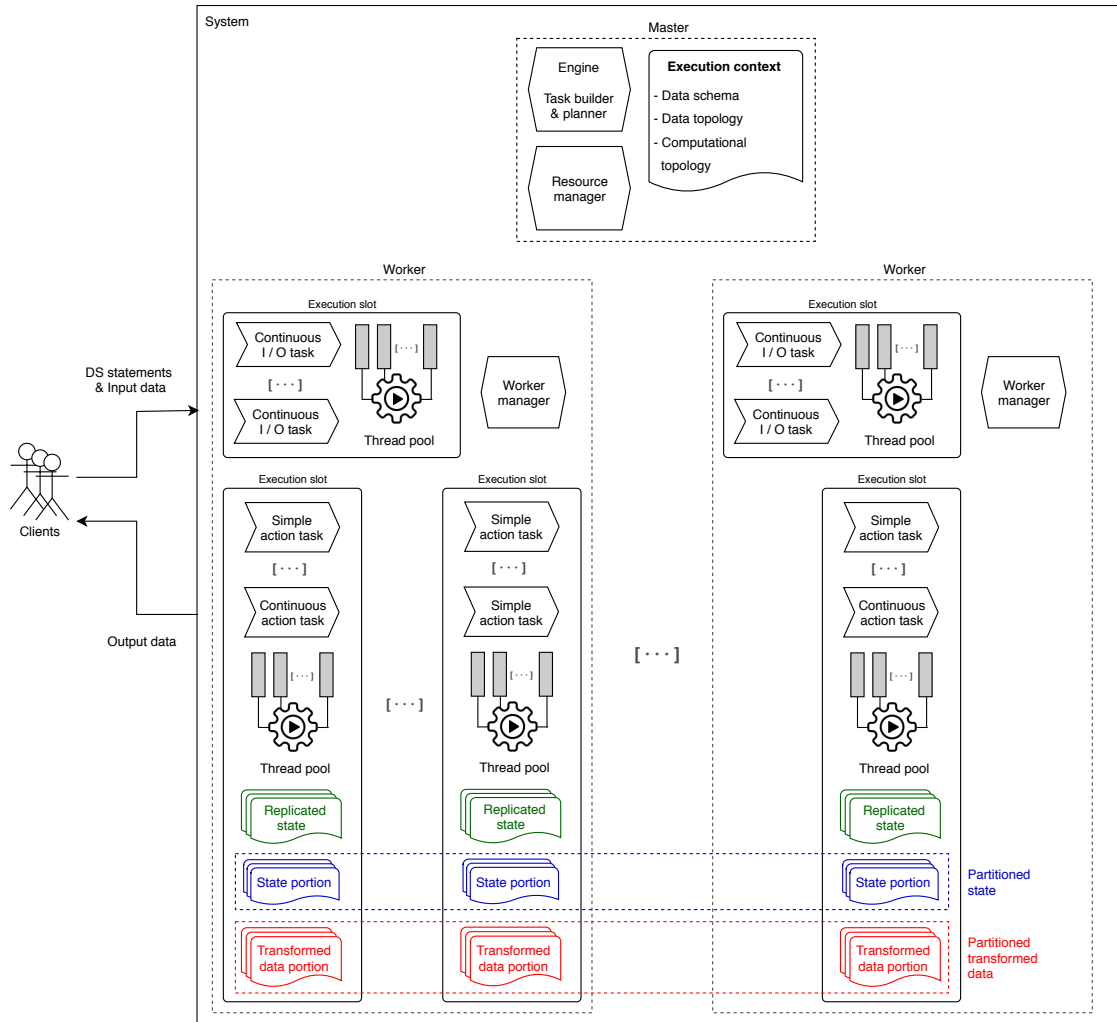 System
Master
Engine
Task builder
& planner
Execution context
- Data schema
- Data topology
- Computational
topology
Resource
manager
Worker
Execution slot
Continuous
I / O task
[ · · · ]
Continuous
I / O task
[ · · · ]
Thread pool
Worker
manager
Worker
Execution slot
Continuous
I / O task
[ · · · ]
Continuous
I / O task
[ · · · ]
Thread pool
Worker
manager
DS statements
& Input data
Clients
Output data
Execution slot
Simple
action task
[ · · · ]
Continuous
action task
[ · · · ]
Thread pool
Replicated
state
State portion
Transformed
data portion
[ · · · ]
Execution slot
Simple
action task
[ · · · ]
Simple
action task
[ · · · ]
Thread pool
Replicated
state
State portion
Transformed
data portion
[ · · · ]
Execution slot
Simple
action task
[ · · · ]
Continuous
action task
[ · · · ]
Thread pool
Replicated
state
State portion
Transformed
data portion
Partitioned
state
Partitioned
transformed
data